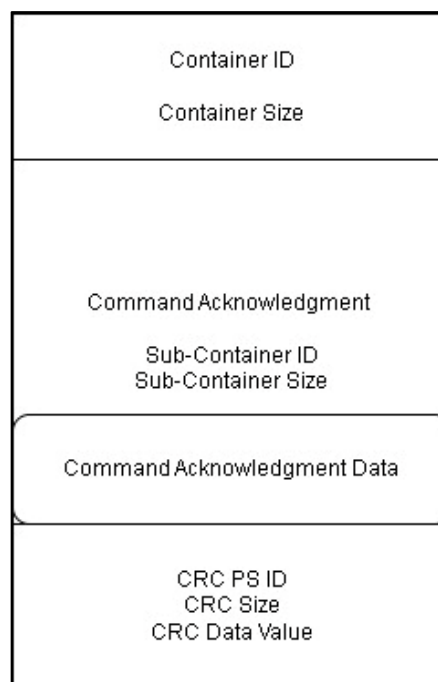 Container ID
Container Size
Command Acknowledgment
Sub-Container ID
Sub-Container Size
Command Acknowledgment Data
CRC PS ID
CRC Size
CRC Data Value